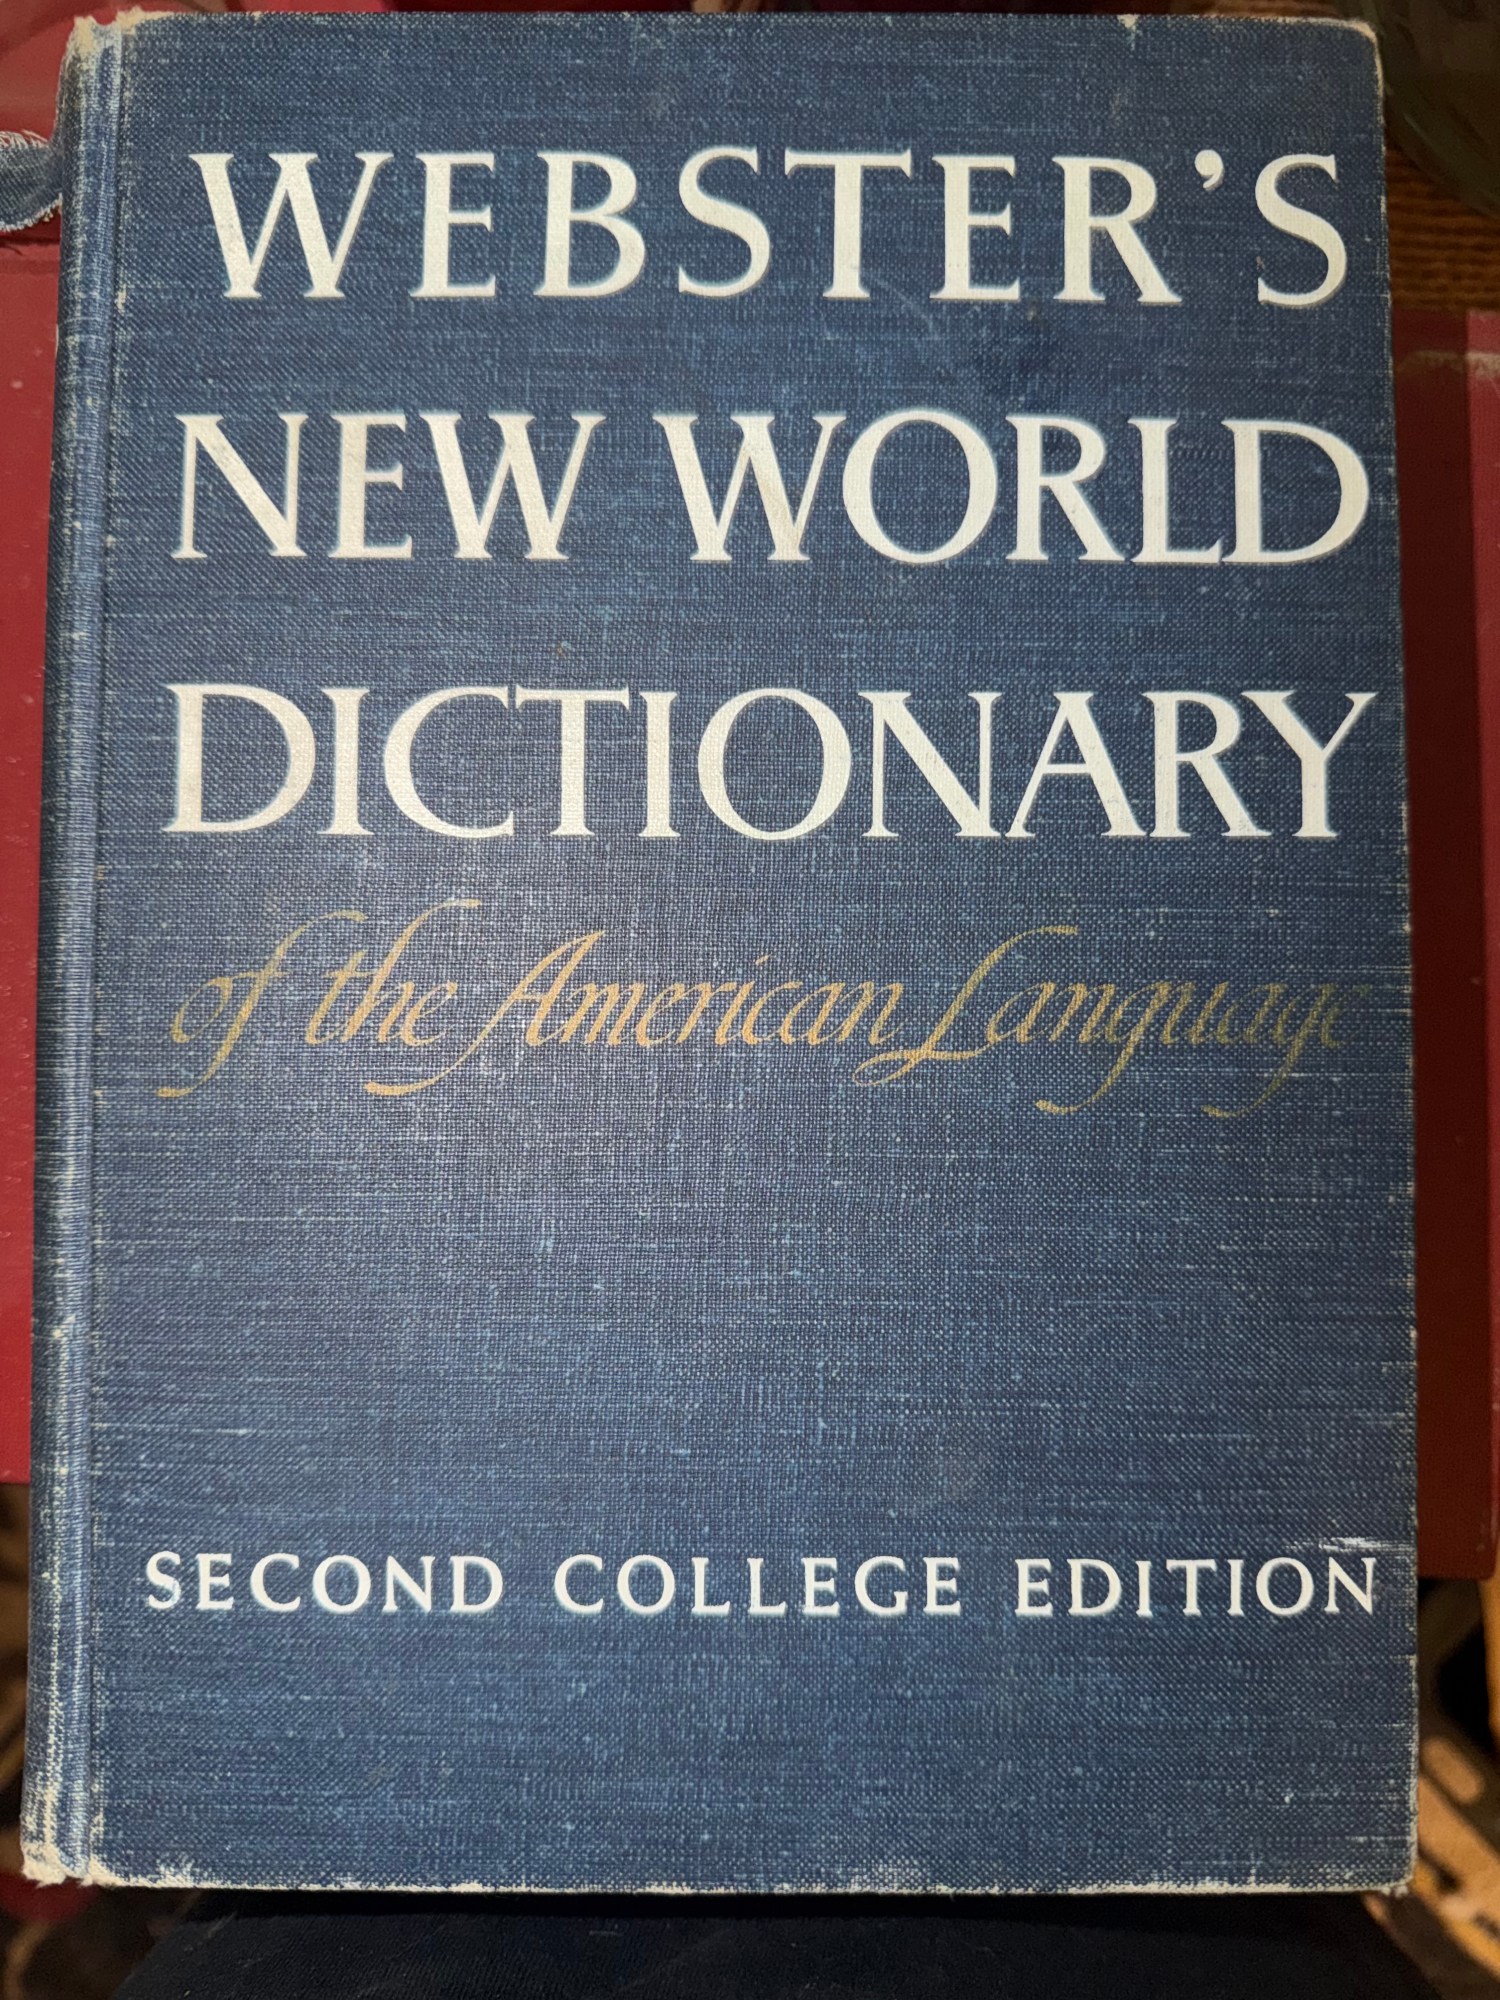 WEBSTER'S
NEW WORLD
DICTIONARY
of the American Language
SECOND COLLEGE EDITION